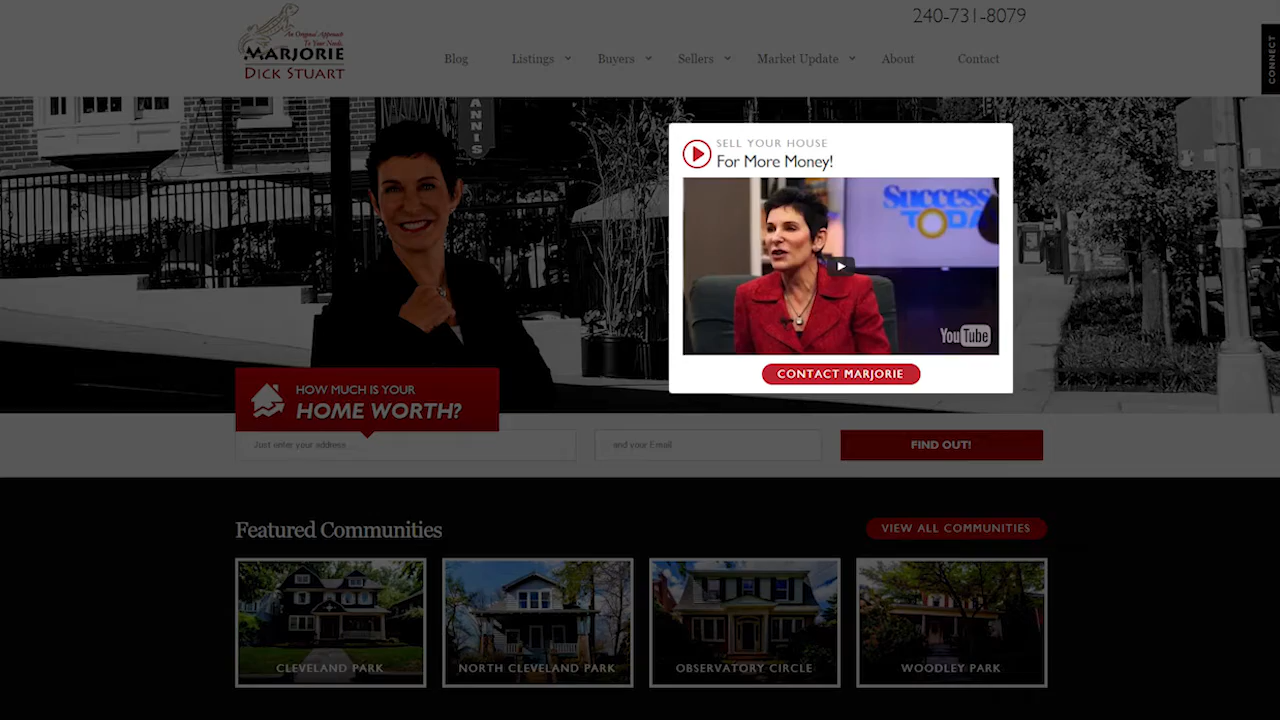 240-731-8079
An Original Approach
To Your Needs.
MARJORIE
DICK STUART
Blog
Listings
Buyers
Sellers
Market Update
About
Contact
CONNECT
ANNIS
SELL YOUR HOUSE
For More Money!
Success
TODA
YouTube
CONTACT MARJORIE
HOW MUCH IS YOUR
HOME WORTH?
Just enter your address . . .
and your Email
FIND OUT!
Featured Communities
VIEW ALL COMMUNITIES
CLEVELAND PARK
NORTH CLEVELAND PARK
OBSERVATORY CIRCLE
WOODLEY PARK